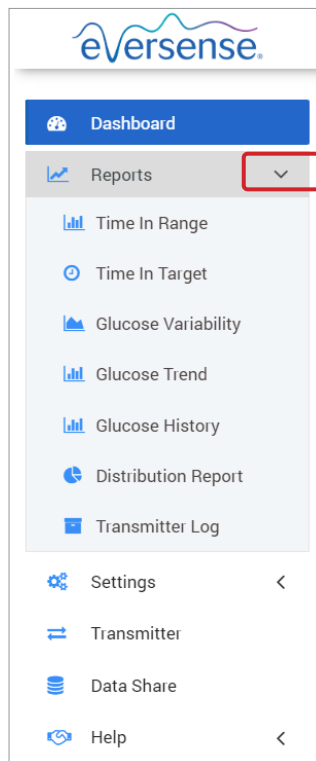 eversense.
Dashboard
Reports
Time In Range
Time In Target
Glucose Variability
Glucose Trend
Glucose History
Distribution Report
Transmitter Log
Settings
Transmitter
Data Share
Help